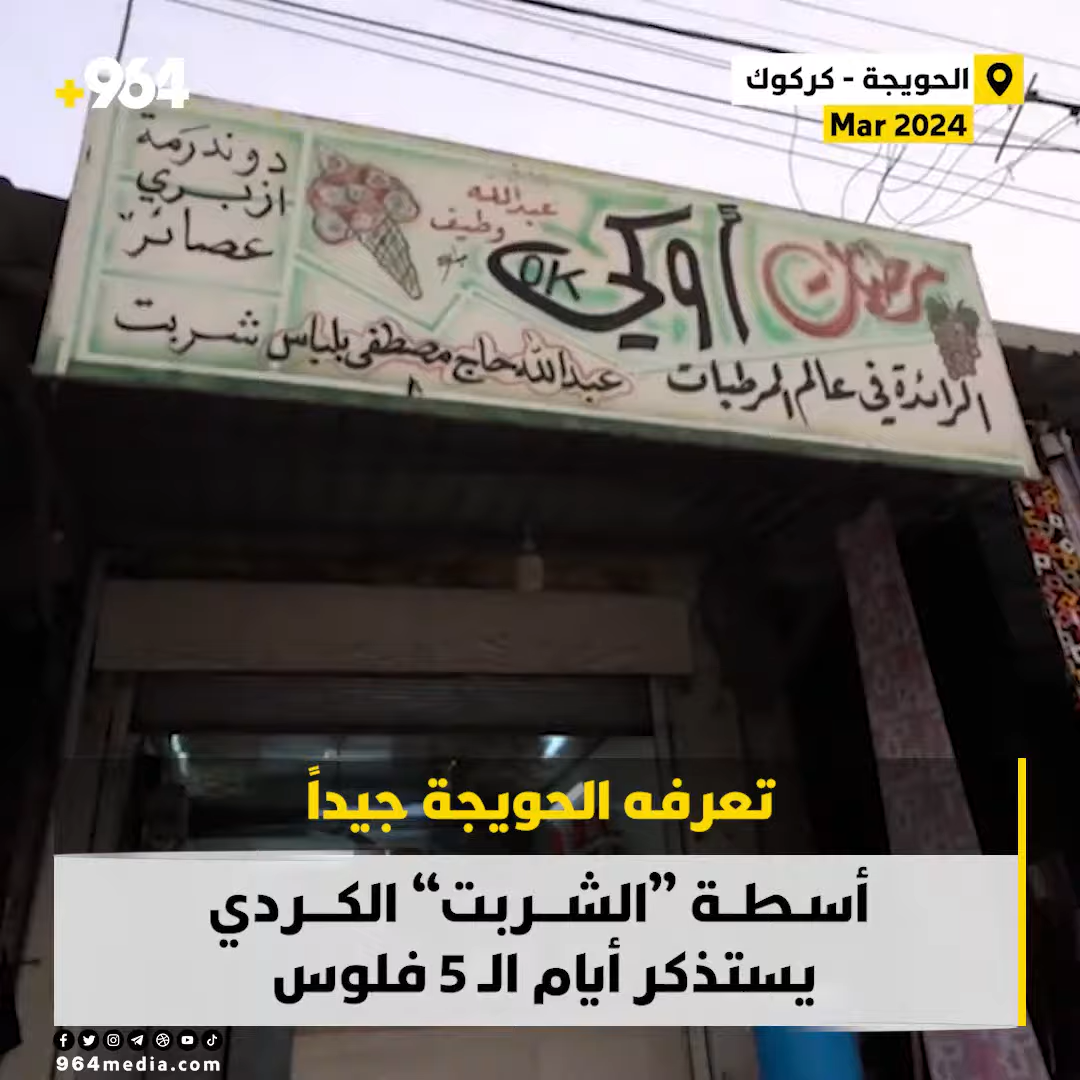 +964
الحويجة - كركوك
Mar 2024
مرطبات أوكي
OK
عبدالله
وطيف
الرائدة في عالم المرطبات
عبدالله حاج مصطفى بلباس
دوندرمة
ازبري
عصائر
شربت
تعرفه الحويجة جيداً
أسطة ”الشربت“ الكردي
يستذكر أيام الـ 5 فلوس
964media.com